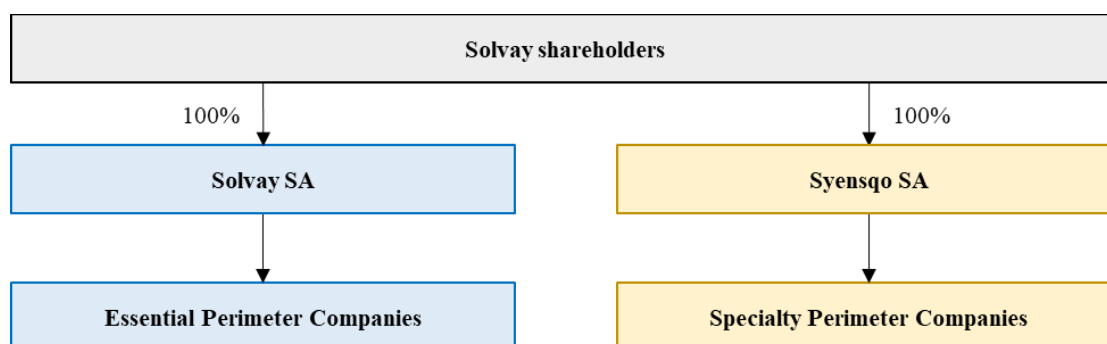 Solvay shareholders
100%
100%
Solvay SA
Syensqo SA
Essential Perimeter Companies
Specialty Perimeter Companies